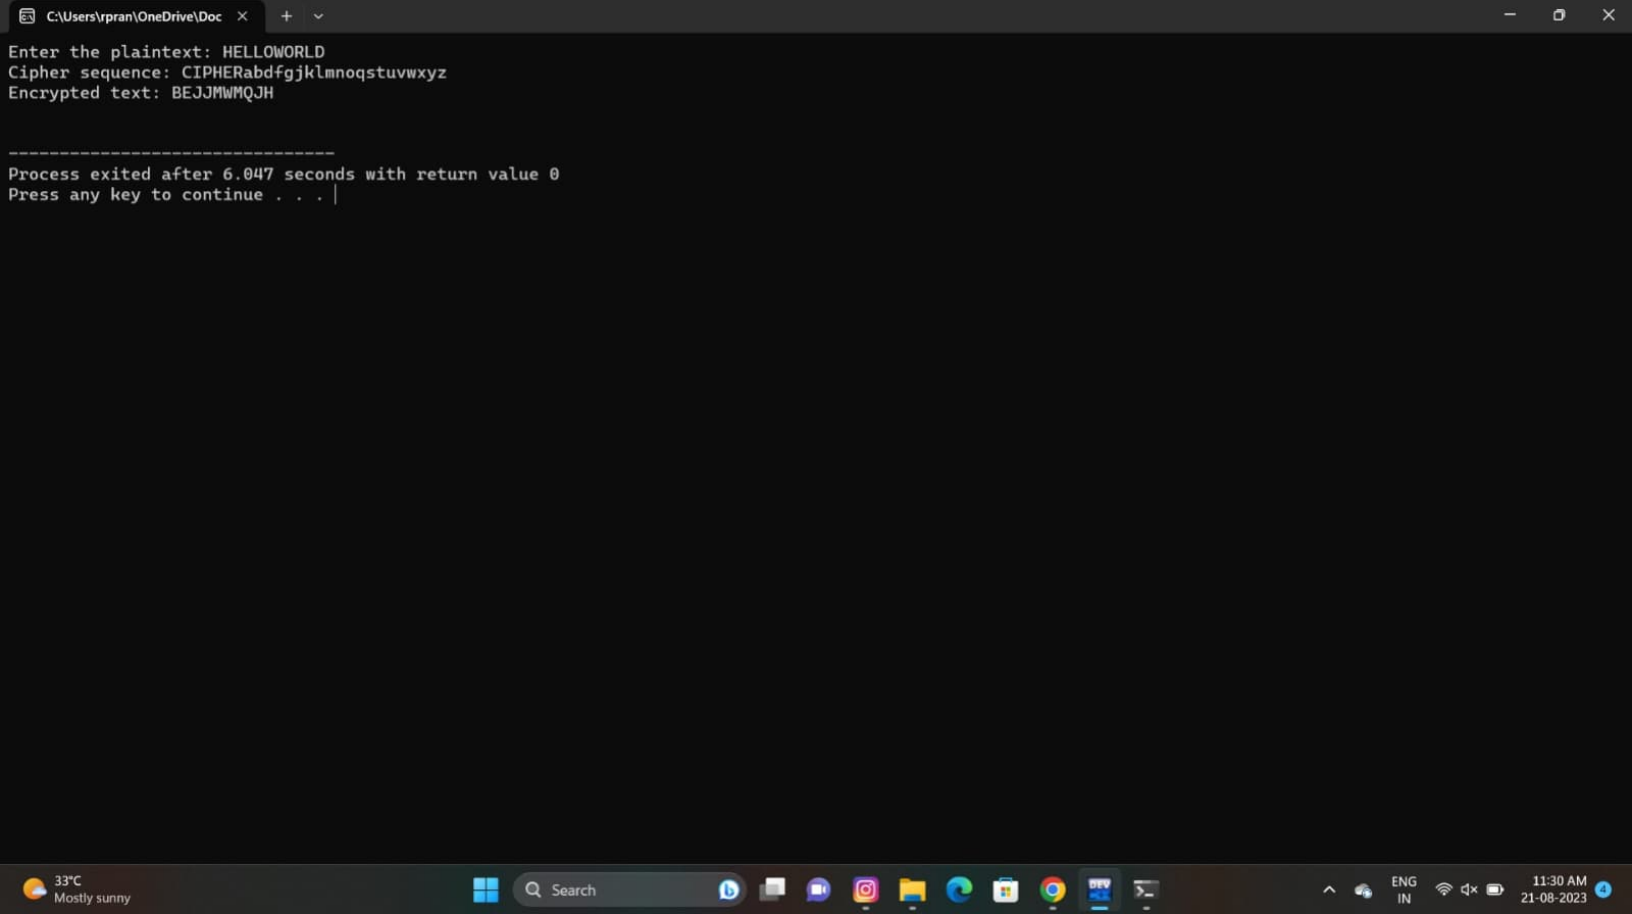 C:\Users\rpran\OneDrive\Doc
Enter the plaintext: HELLOWORLD
Cipher sequence: CIPHERabdfgjklmnoqstuvwxyz
Encrypted text: BEJJMWMQJH
--------------------------------
Process exited after 6.047 seconds with return value 0
Press any key to continue . . .
33°C
Mostly sunny
Search
DEV
ENG
IN
11:30 AM
21-08-2023
4